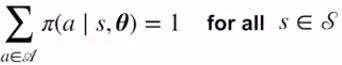 ∑_{a∈𝒜} π(a | s, 𝜽) = 1 for all s ∈ 𝒮